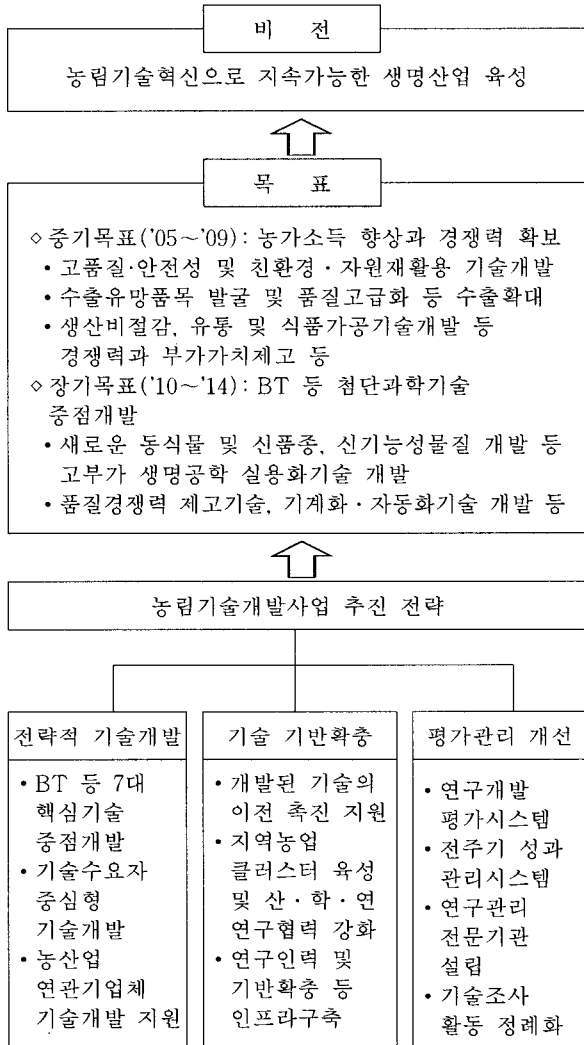 비 전
농림기술혁신으로 지속가능한 생명산업 육성
목 표
◇ 중기목표('05~'09): 농가소득 향상과 경쟁력 확보
• 고품질·안전성 및 친환경·자원재활용 기술개발
• 수출유망품목 발굴 및 품질고급화 등 수출확대
• 생산비절감, 유통 및 식품가공기술개발 등
경쟁력과 부가가치제고 등
◇ 장기목표('10~'14): BT 등 첨단과학기술
중점개발
• 새로운 동식물 및 신품종, 신기능성물질 개발 등
고부가 생명공학 실용화기술 개발
• 품질경쟁력 제고기술, 기계화·자동화기술 개발 등
농림기술개발사업 추진 전략
전략적 기술개발
• BT 등 7대
핵심기술
중점개발
• 기술수요자
중심형
기술개발
• 농산업
연관기업체
기술개발 지원
기술 기반확충
• 개발된 기술의
이전 촉진 지원
• 지역농업
클러스터 육성
및 산·학·연
연구협력 강화
• 연구인력 및
기반확충 등
인프라구축
평가관리 개선
• 연구개발
평가시스템
• 전주기 성과
관리시스템
• 연구관리
전문기관
설립
• 기술조사
활동 정례화